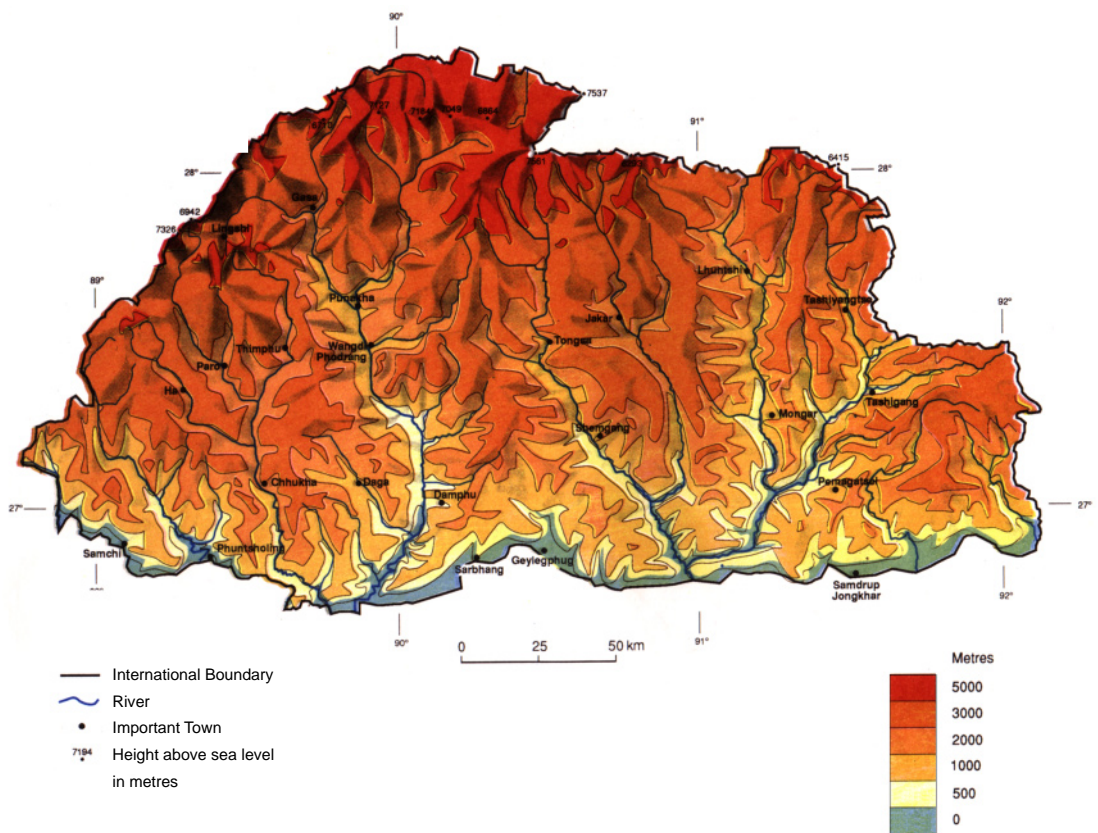 90°
7537
91°
7184
7049
6415
28°
28°
6942
7326
Gasa
Lingshi
89°
Lhuntshi
Punakha
Tashiyangtse
92°
Jakar
Thimphu
Wangdi
Phodrang
Tongsa
Paro
Ha
Tashigang
Mongar
Shemgang
Chhukha
Daga
Pemagatsel
Damphu
27°
27°
Samchi
Phuntsholing
Sarbhang
Geylegphug
Samdrup
Jongkhar
92°
90°
91°
0 25 50 km
International Boundary
River
Important Town
7194
Height above sea level
in metres
Metres
5000
3000
2000
1000
500
0